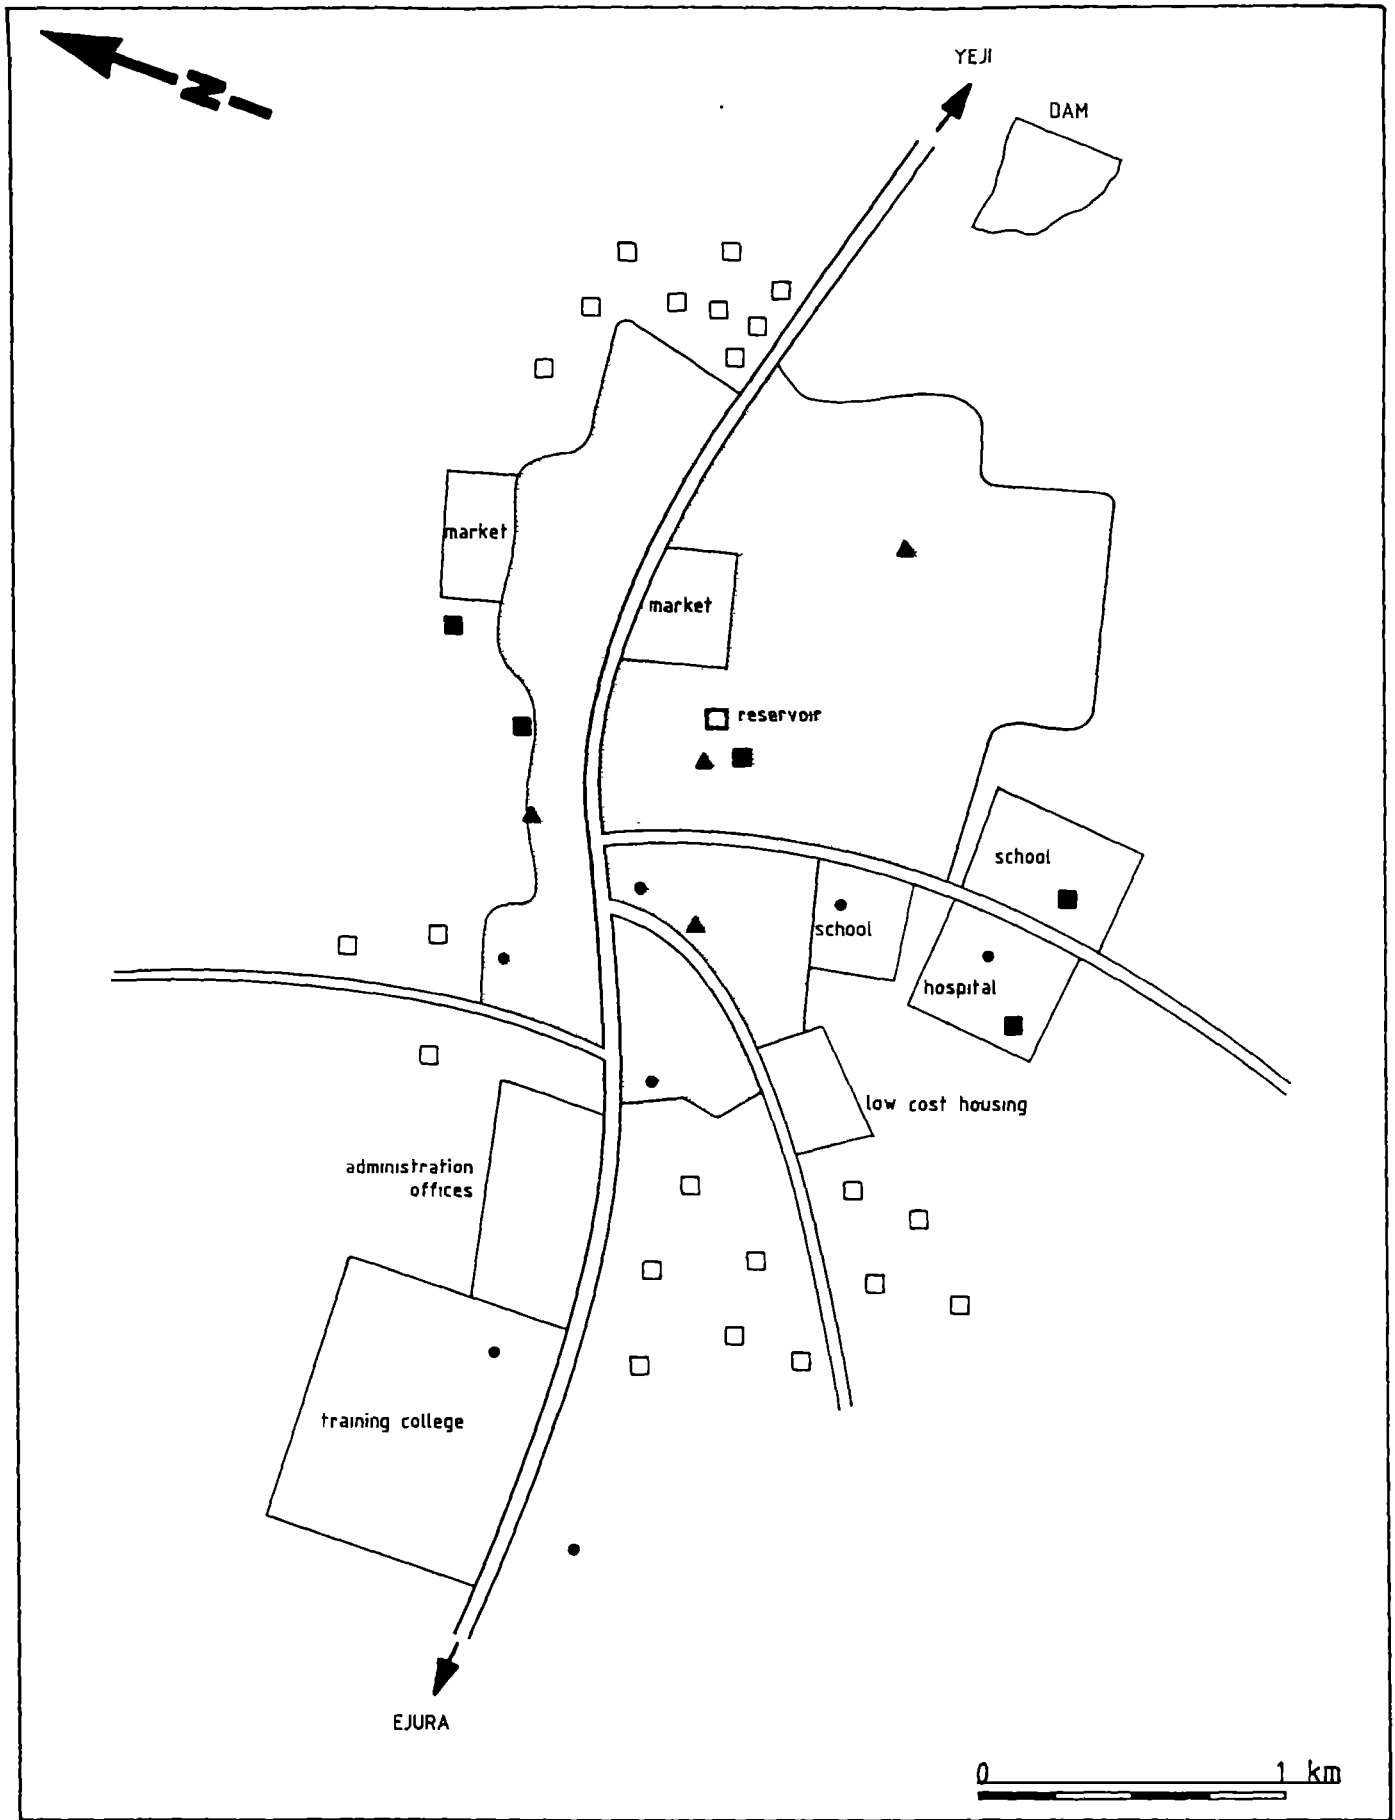 N
YEJI
DAM
market
market
reservoir
school
school
hospital
low cost housing
administration
offices
training college
EJURA
0 1 km